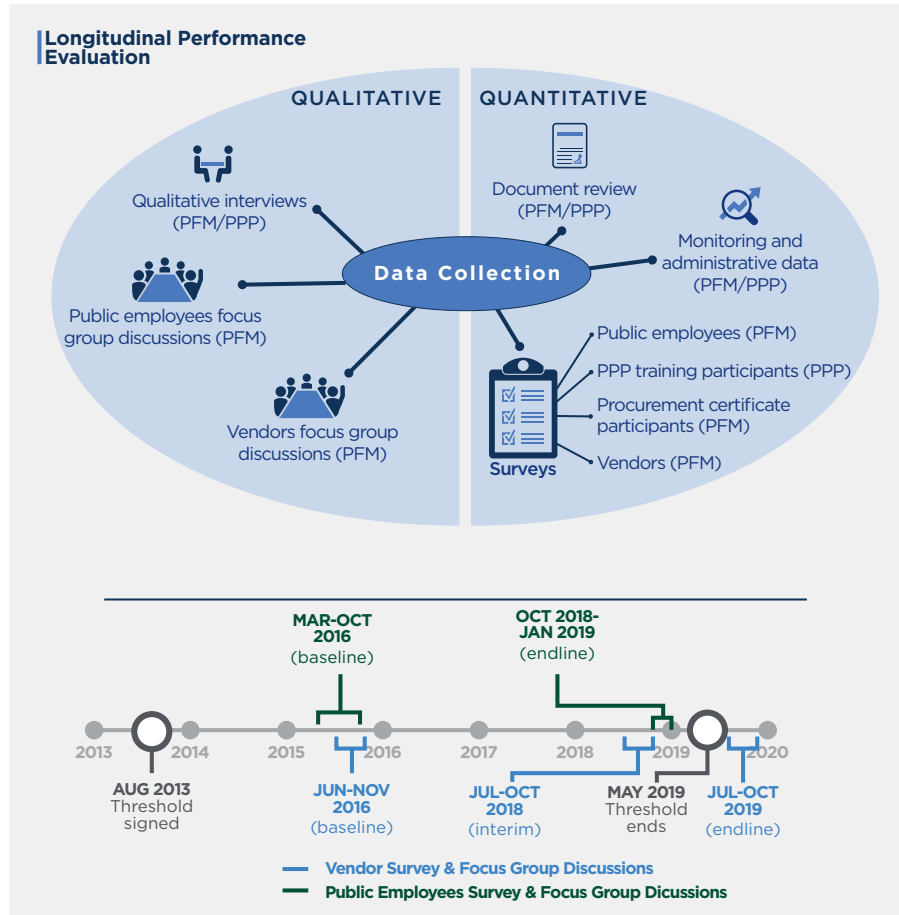 Longitudinal Performance
Evaluation
QUALITATIVE
QUANTITATIVE
Qualitative interviews
(PFM/PPP)
Public employees focus
group discussions (PFM)
Vendors focus group
discussions (PFM)
Data Collection
Document review
(PFM/PPP)
Monitoring and
administrative data
(PFM/PPP)
Surveys
Public employees (PFM)
PPP training participants (PPP)
Procurement certificate
participants (PFM)
Vendors (PFM)
MAR-OCT
2016
(baseline)
OCT 2018-
JAN 2019
(endline)
2013
2014
2015
2016
2017
2018
2019
2020
AUG 2013
Threshold
signed
JUN-NOV
2016
(baseline)
JUL-OCT
2018
(interim)
MAY 2019
Threshold
ends
JUL-OCT
2019
(endline)
Vendor Survey & Focus Group Discussions
Public Employees Survey & Focus Group Dicussions